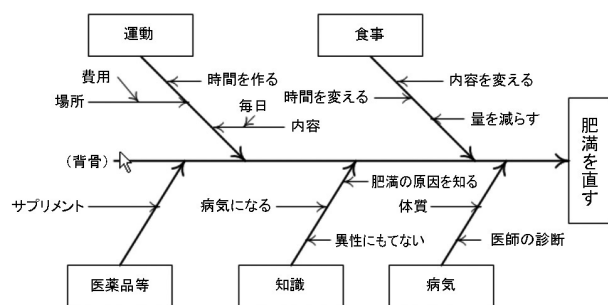 運動
食事
費用
時間を作る
場所
毎日
内容
内容を変える
時間を変える
量を減らす
(背骨)
肥満を直す
肥満の原因を知る
サプリメント
病気になる
体質
異性にもてない
医師の診断
医薬品等
知識
病気